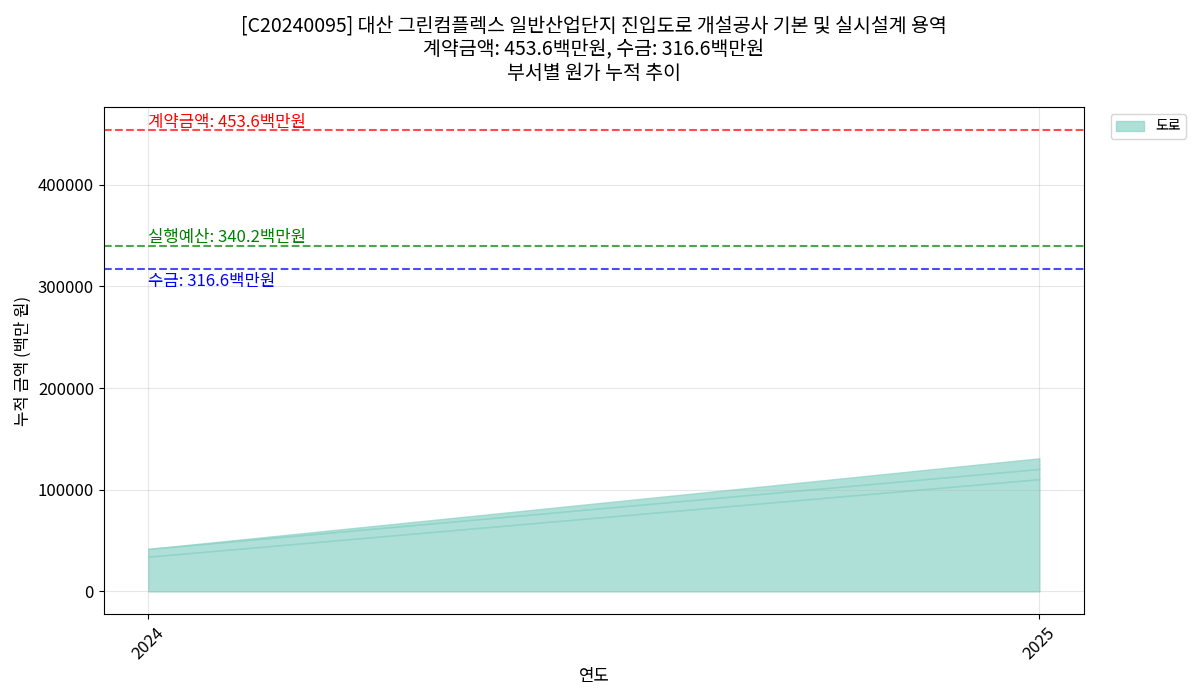 [C20240095] 대산 그린컴플렉스 일반산업단지 진입도로 개설공사 기본 및 실시설계 용역
계약금액: 453.6백만원, 수금: 316.6백만원
부서별 원가 누적 추이
계약금액: 453.6백만원
도로
400000
실행예산: 340.2백만원
수금: 316.6백만원
300000
누적 금액 (백만 원)
200000
100000
0
2024
2025
연도